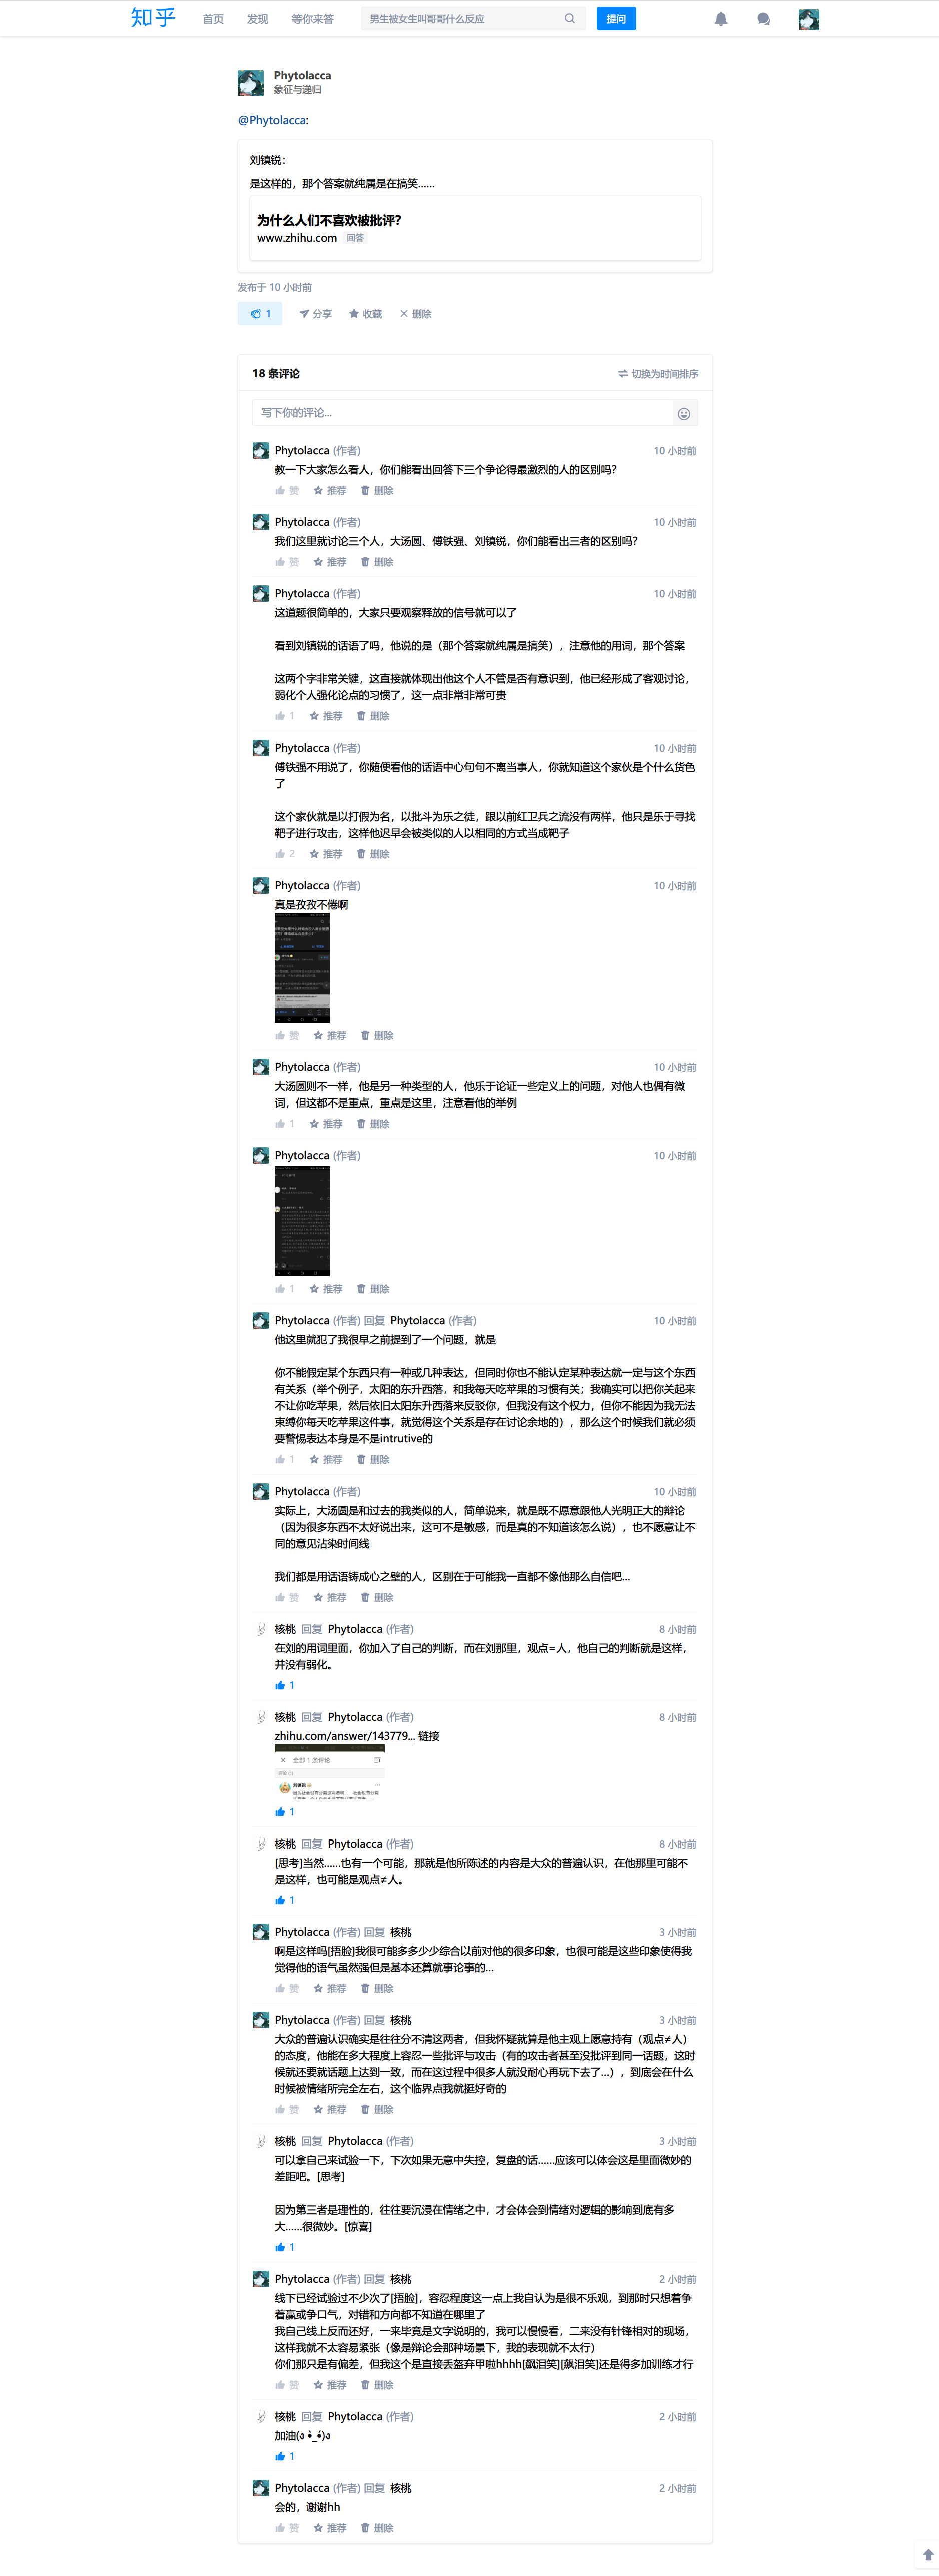 知乎
首页
发现
等你来答
男生被女生叫哥哥什么反应
提问
Phytolacca
象征与递归
@Phytolacca:
刘镇锐：
是这样的，那个答案就纯属是在搞笑……
为什么人们不喜欢被批评？
www.zhihu.com 回答
发布于 10 小时前
1 分享 收藏 删除
18 条评论 切换为时间排序
写下你的评论...
Phytolacca (作者) 10 小时前
教一下大家怎么看人，你们能看出回答下三个争论得最激烈的人的区别吗？
赞 推荐 删除
Phytolacca (作者) 10 小时前
我们这里就讨论三个人，大汤圆、傅铁强、刘镇锐，你们能看出三者的区别吗？
赞 推荐 删除
Phytolacca (作者) 10 小时前
这道题很简单的，大家只要观察释放的信号就可以了
看到刘镇锐的话语了吗，他说的是（那个答案就纯属是搞笑），注意他的用词，那个答案
这两个字非常关键，这直接就体现出他这个人不管是否有意识到，他已经形成了客观讨论，
弱化个人强化论点的习惯了，这一点非常非常可贵
1 推荐 删除
Phytolacca (作者) 10 小时前
傅铁强不用说了，你随便看他的话语中心句句不离当事人，你就知道这个家伙是个什么货色
了
这个家伙就是以打假为名，以批斗为乐之徒，跟以前红卫兵之流没有两样，他只是乐于寻找
靶子进行攻击，这样他迟早会被类似的人以相同的方式当成靶子
2 推荐 删除
Phytolacca (作者) 10 小时前
真是孜孜不倦啊
赞 推荐 删除
Phytolacca (作者) 10 小时前
大汤圆则不一样，他是另一种类型的人，他乐于论证一些定义上的问题，对他人也偶有微
词，但这都不是重点，重点是这里，注意看他的举例
1 推荐 删除
Phytolacca (作者) 10 小时前
1 推荐 删除
Phytolacca (作者) 回复 Phytolacca (作者) 10 小时前
他这里就犯了我很早之前提到了一个问题，就是
你不能假定某个东西只有一种或几种表达，但同时你也不能认定某种表达就一定与这个东西
有关系（举个例子，太阳的东升西落，和我每天吃苹果的习惯有关；我确实可以把你关起来
不让你吃苹果，然后依旧太阳东升西落来反驳你，但我没有这个权力，但你不能因为我无法
束缚你每天吃苹果这件事，就觉得这个关系是存在讨论余地的），那么这个时候我们就必须
要警惕表达本身是不是intrutive的
1 推荐 删除
Phytolacca (作者) 10 小时前
实际上，大汤圆是和过去的我类似的人，简单说来，就是既不愿意跟他人光明正大的辩论
（因为很多东西不太好说出来，这可不是敏感，而是真的不知道该怎么说），也不愿意让不
同的意见沾染时间线
我们都是用话语铸成心之壁的人，区别在于可能我一直都不像他那么自信吧...
赞 推荐 删除
核桃 回复 Phytolacca (作者) 8 小时前
在刘的用词里面，你加入了自己的判断，而在刘那里，观点=人，他自己的判断就是这样，
并没有弱化。
1
核桃 回复 Phytolacca (作者) 8 小时前
zhihu.com/answer/143779... 链接
全部 1 条评论
1
核桃 回复 Phytolacca (作者) 8 小时前
[思考]当然……也有一个可能，那就是他所陈述的内容是大众的普遍认识，在他那里可能不
是这样，也可能是观点≠人。
1
Phytolacca (作者) 回复 核桃 3 小时前
啊是这样吗[捂脸]我很可能多多少少综合以前对他的很多印象，也很可能是这些印象使得我
觉得他的语气虽然强但是基本还算就事论事的...
赞 推荐 删除
Phytolacca (作者) 回复 核桃 3 小时前
大众的普遍认识确实是往往分不清这两者，但我怀疑就算是他主观上愿意持有（观点≠人）
的态度，他能在多大程度上容忍一些批评与攻击（有的攻击者甚至没批评到同一话题，这时
候就还要就话题上达到一致，而在这过程中很多人就没耐心再玩下去了...），到底会在什么
时候被情绪所完全左右，这个临界点我就挺好奇的
赞 推荐 删除
核桃 回复 Phytolacca (作者) 3 小时前
可以拿自己来试验一下，下次如果无意中失控，复盘的话……应该可以体会这是里面微妙的
差距吧。[思考]
因为第三者是理性的，往往要沉浸在情绪之中，才会体会到情绪对逻辑的影响到底有多
大……很微妙。[惊喜]
1
Phytolacca (作者) 回复 核桃 2 小时前
线下已经试验过不少次了[捂脸]，容忍程度这一点上我自认为是很不乐观，到那时只想着争
着赢或争口气，对错和方向都不知道在哪里了
我自己线上反而还好，一来毕竟是文字说明的，我可以慢慢看，二来没有针锋相对的现场，
这样我就不太容易紧张（像是辩论会那种场景下，我的表现就不太行）
你们那只是有偏差，但我这个是直接丢盔弃甲啦hhhh[飙泪笑][飙泪笑]还是得多加训练才行
赞 推荐 删除
核桃 回复 Phytolacca (作者) 2 小时前
加油(ง •̀_•́)ง
1
Phytolacca (作者) 回复 核桃 2 小时前
会的，谢谢hh
赞 推荐 删除